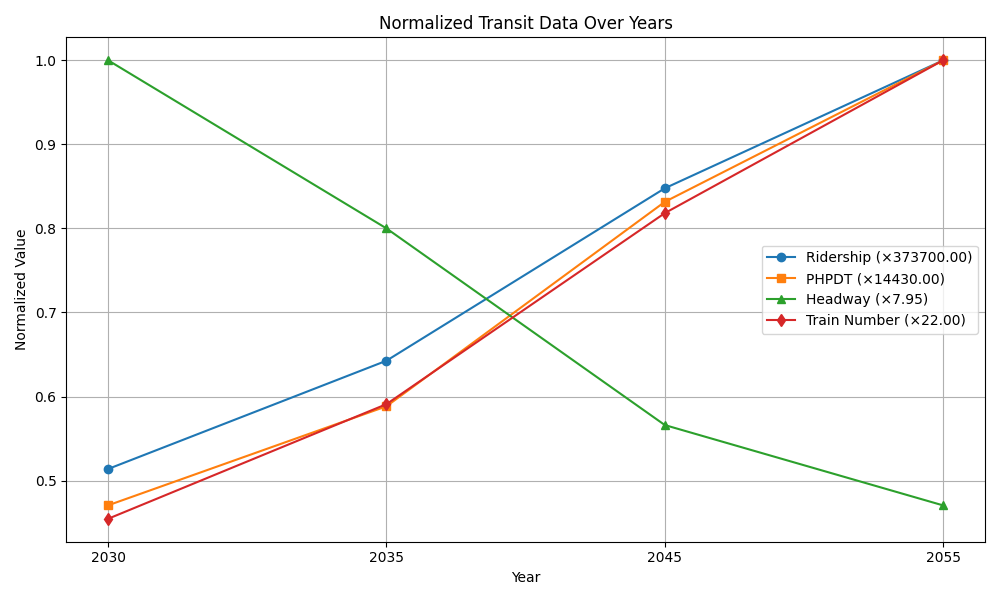 Normalized Transit Data Over Years
Normalized Value
1.0
0.9
0.8
0.7
0.6
0.5
Ridership (×373700.00)
PHPDT (×14430.00)
Headway (×7.95)
Train Number (×22.00)
2030 2035 2045 2055
Year